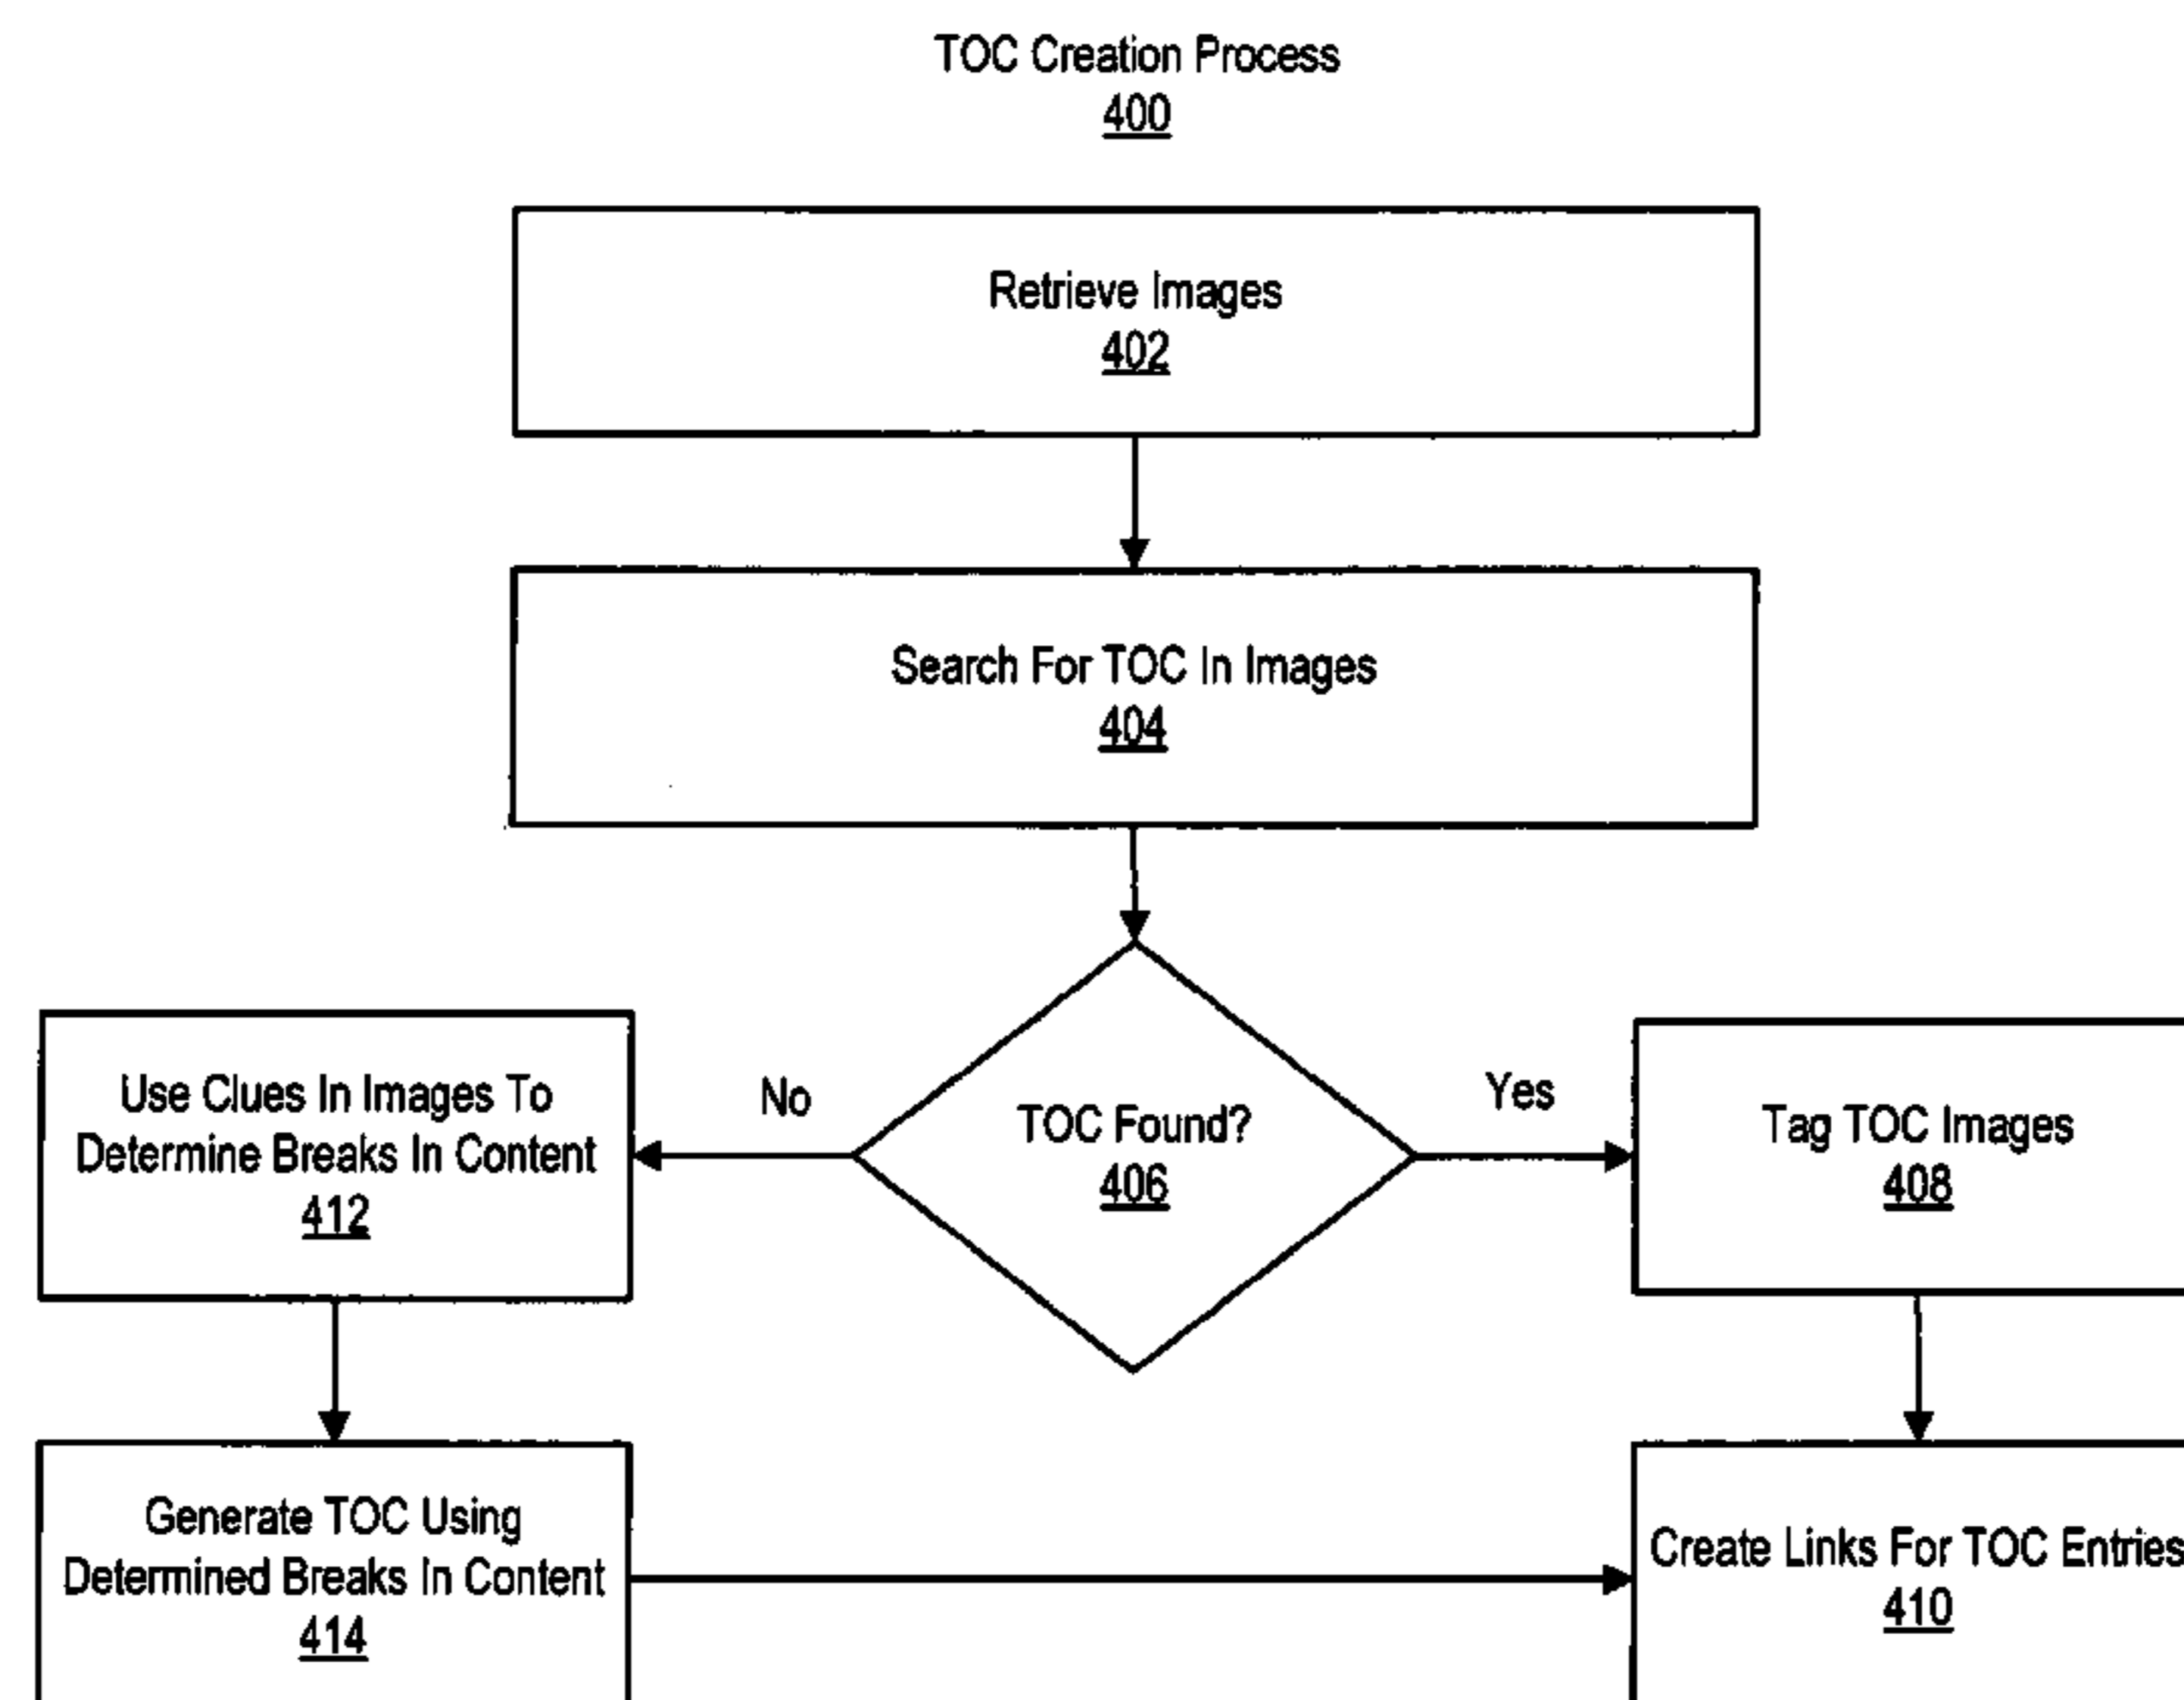 TOC Creation Process
400
Retrieve Images
402
Search For TOC In Images
404
Use Clues In Images To
Determine Breaks In Content
412
No
TOC Found?
406
Yes
Tag TOC Images
408
Generate TOC Using
Determined Breaks In Content
414
Create Links For TOC Entries
410